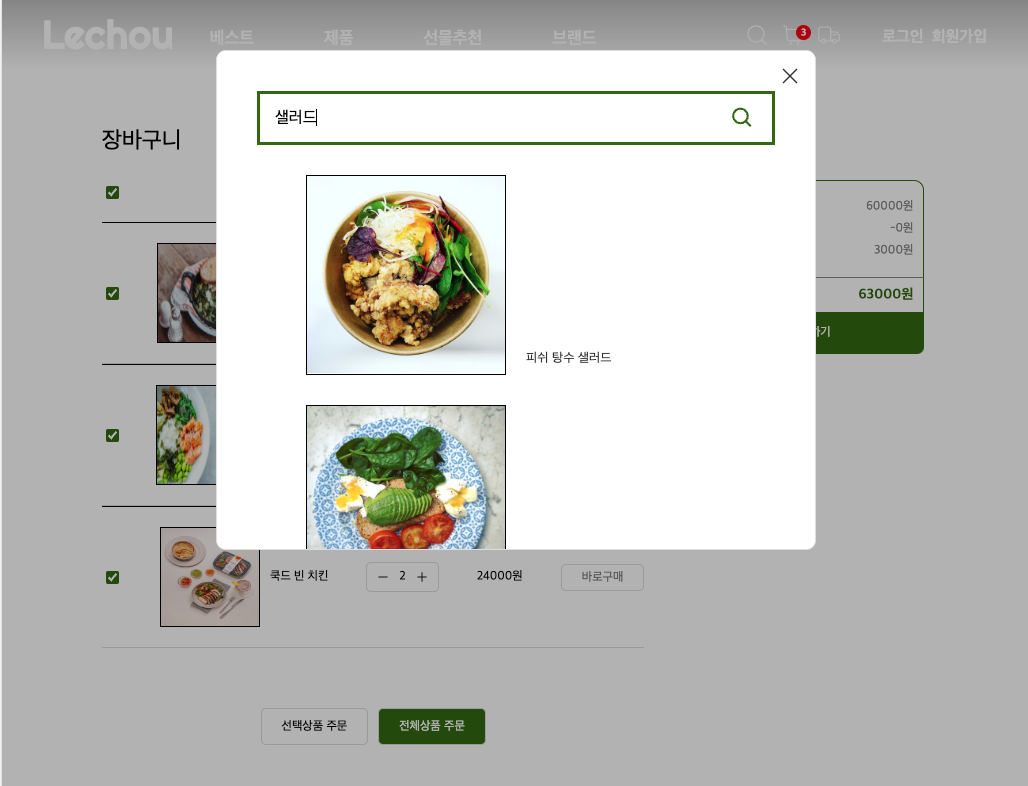 Lechou 베스트 제품 선물추천 브랜드 3 로그인 회원가입
샐러드
장바구니
피쉬 탕수 샐러드
60000원
-0원
3000원
63000원
하기
쿡드 빈 치킨 2 24000원 바로구매
선택상품 주문 전체상품 주문